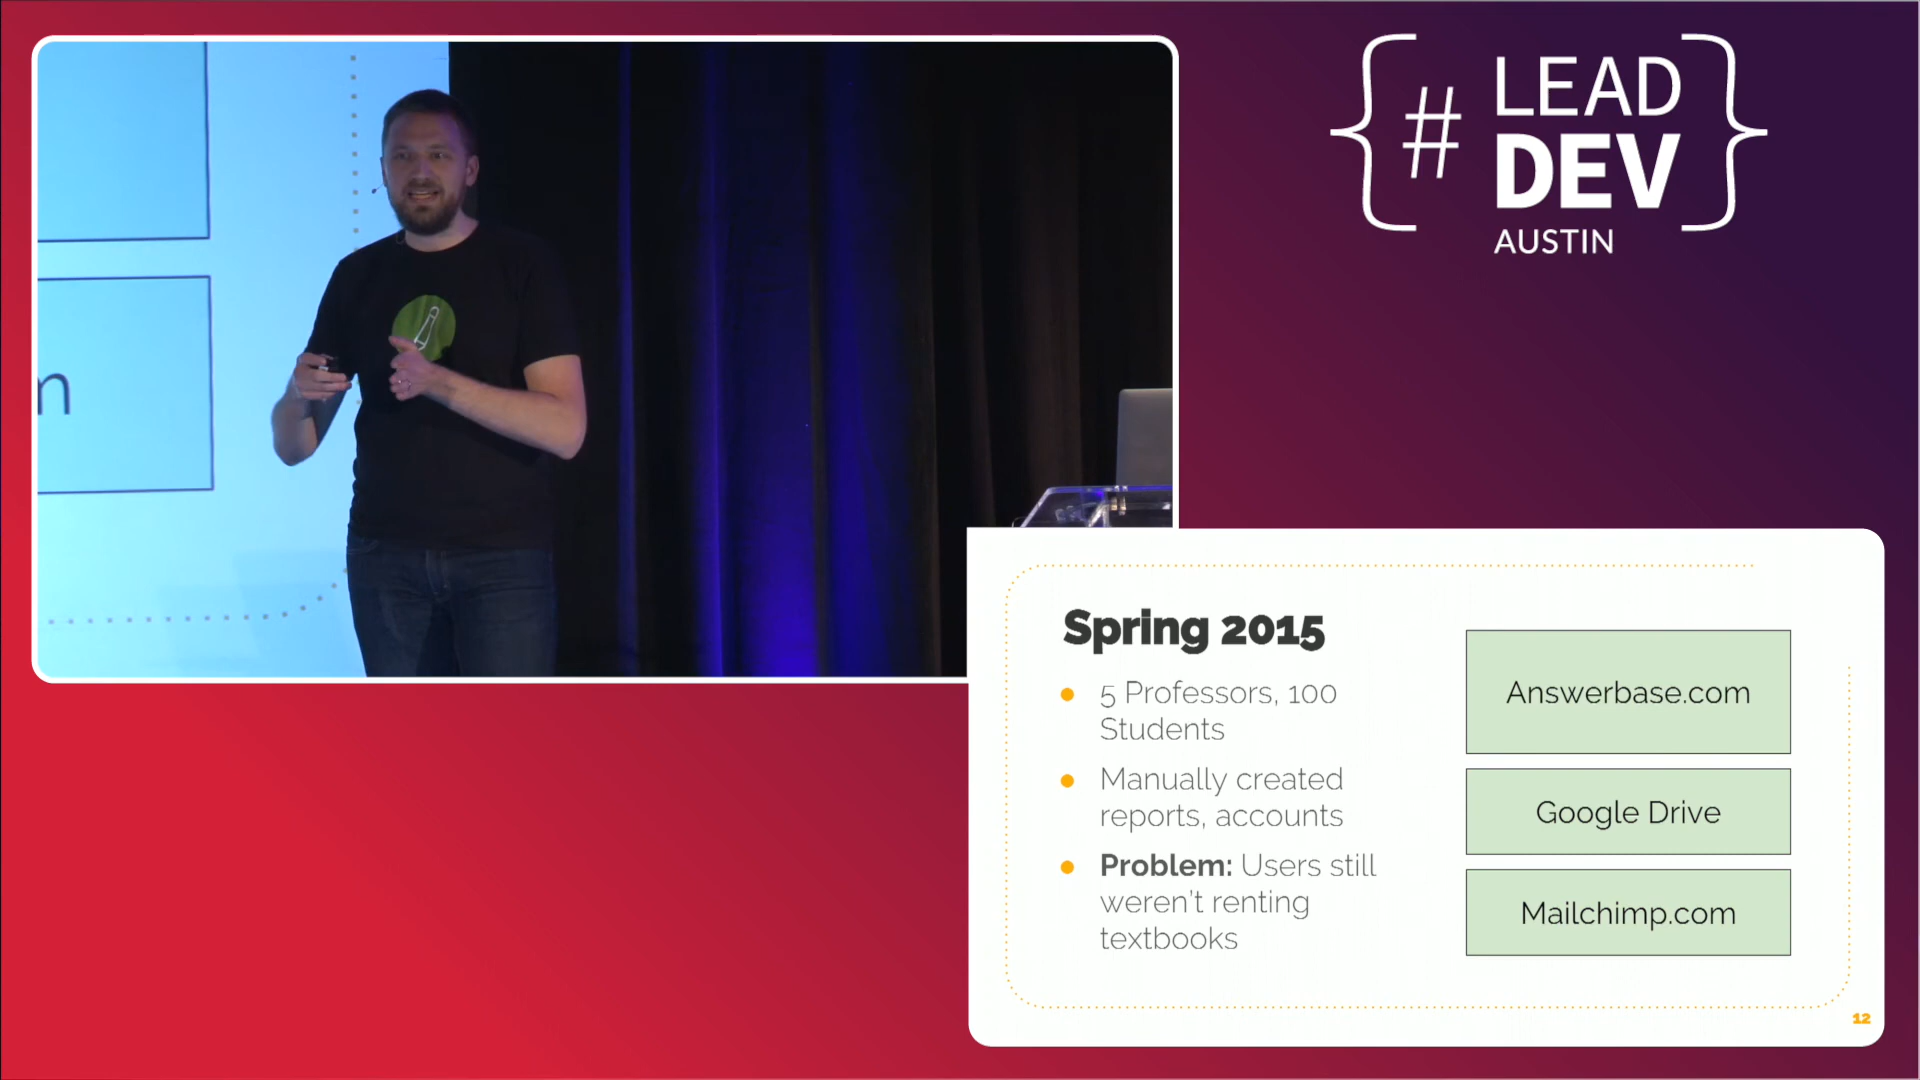 # LEAD
DEV
AUSTIN
n
Spring 2015
5 Professors, 100
Students
Manually created
reports, accounts
Problem: Users still
weren't renting
textbooks
Answerbase.com
Google Drive
Mailchimp.com
12